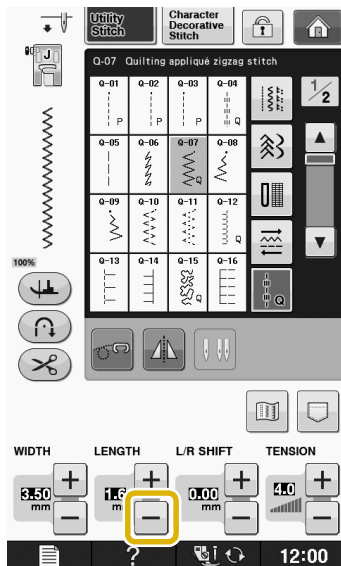 Utility
Stitch
Character
Decorative
Stitch
J
Q-07 Quilting appliqué zigzag stitch
Q-01 Q-02 Q-03 Q-04
P P P Q
1/2
Q-05 Q-06 Q-07 Q-08
Q
Q-09 Q-10 Q-11 Q-12
Q
100%
Q-13 Q-14 Q-15 Q-16
Q
Q
WIDTH LENGTH L/R SHIFT TENSION
+ + + +
3.50 1.6 0.00 4.0
mm mm mm
− − − −
? 12:00